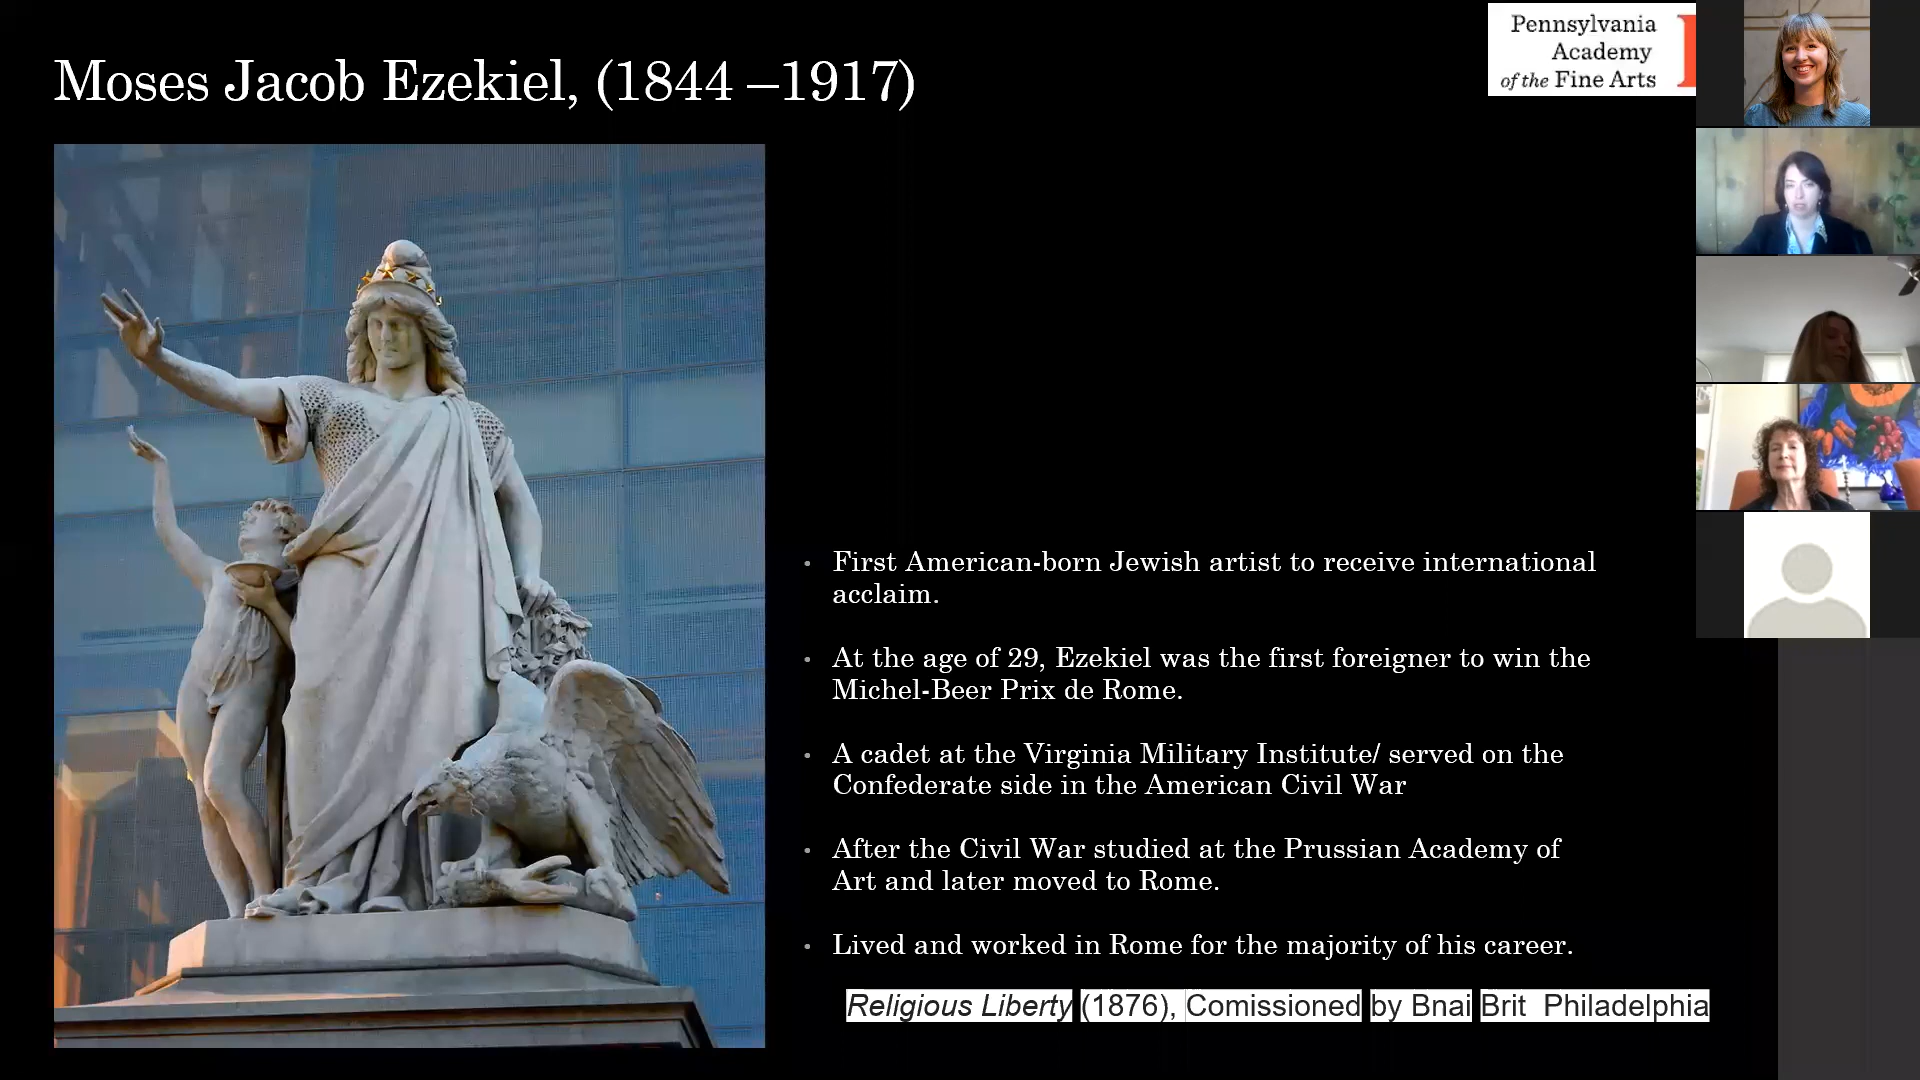 Moses Jacob Ezekiel, (1844 –1917)
Pennsylvania
Academy
of the Fine Arts
• First American-born Jewish artist to receive international
acclaim.
• At the age of 29, Ezekiel was the first foreigner to win the
Michel-Beer Prix de Rome.
• A cadet at the Virginia Military Institute/ served on the
Confederate side in the American Civil War
• After the Civil War studied at the Prussian Academy of
Art and later moved to Rome.
• Lived and worked in Rome for the majority of his career.
Religious Liberty (1876), Comissioned by Bnai Brit Philadelphia